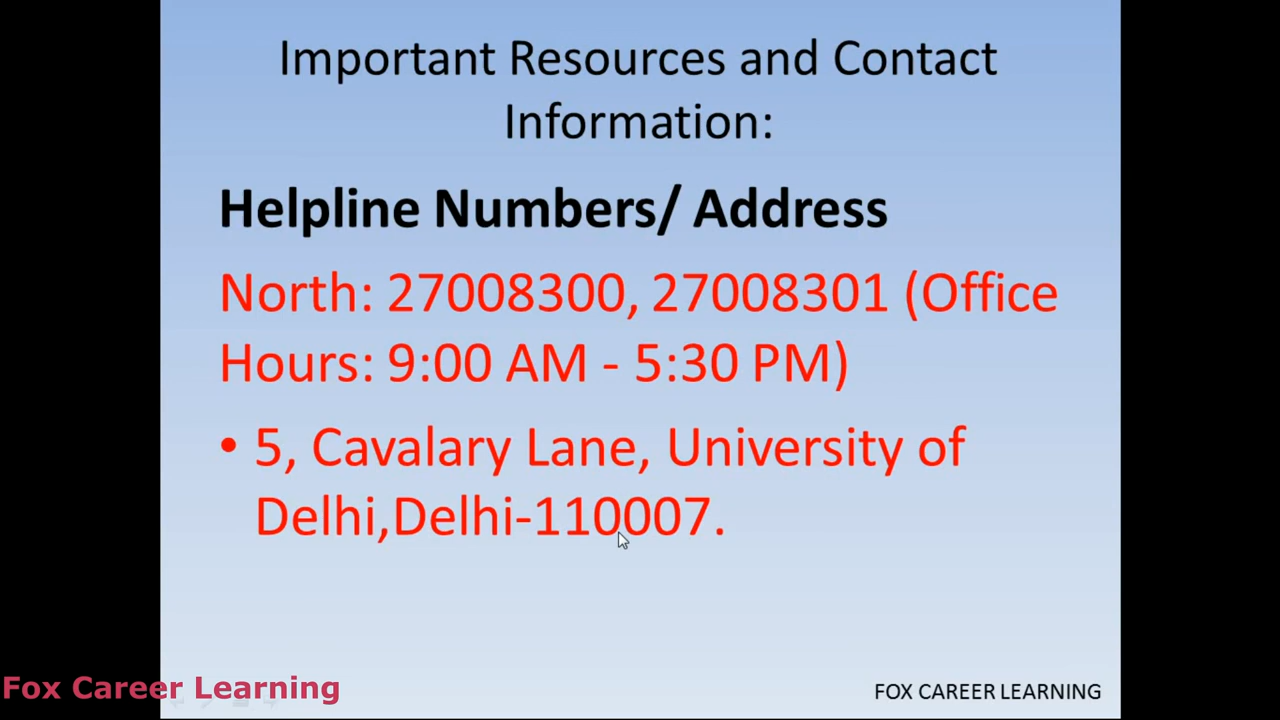 Important Resources and Contact
Information:
Helpline Numbers/ Address
North: 27008300, 27008301 (Office
Hours: 9:00 AM - 5:30 PM)
• 5, Cavalary Lane, University of
Delhi,Delhi-110007.
Fox Career Learning
FOX CAREER LEARNING